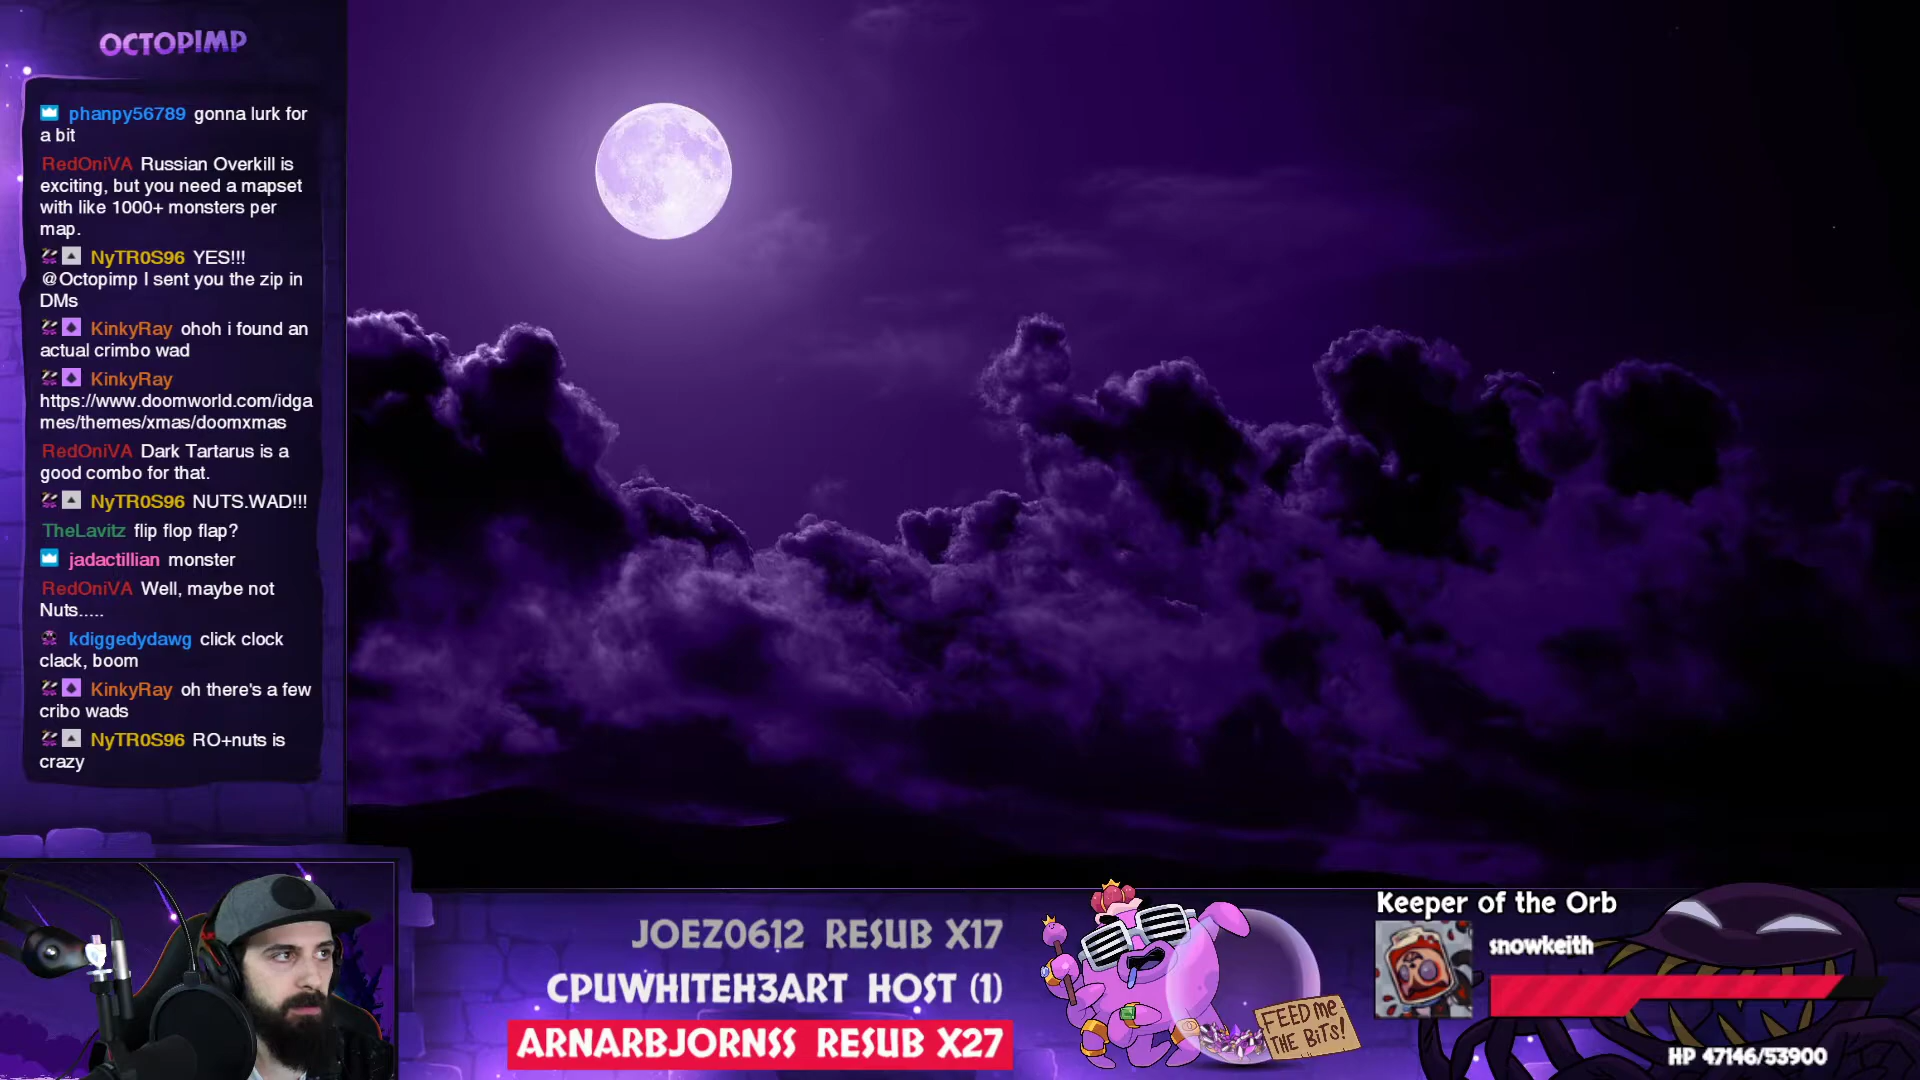 OCTOPIMP
phanpy56789 gonna lurk for
a bit
RedOniVA Russian Overkill is
exciting, but you need a mapset
with like 1000+ monsters per
map.
NyTR0S96 YES!!!
@Octopimp I sent you the zip in
DMs
KinkyRay ohoh i found an
actual crimbo wad
KinkyRay
https://www.doomworld.com/idga
mes/themes/xmas/doomxmas
RedOniVA Dark Tartarus is a
good combo for that.
NyTR0S96 NUTS.WAD!!!
TheLavitz flip flop flap?
jadactillian monster
RedOniVA Well, maybe not
Nuts.....
kdiggedydawg click clock
clack, boom
KinkyRay oh there's a few
cribo wads
NyTR0S96 RO+nuts is
crazy
JOEZ0612 RESUB X17
CPUWHITEH3ART HOST (1)
ARNARBJORNSS RESUB X27
FEED ME
THE BITS!
Keeper of the Orb
snowkeith
HP 47146/53900